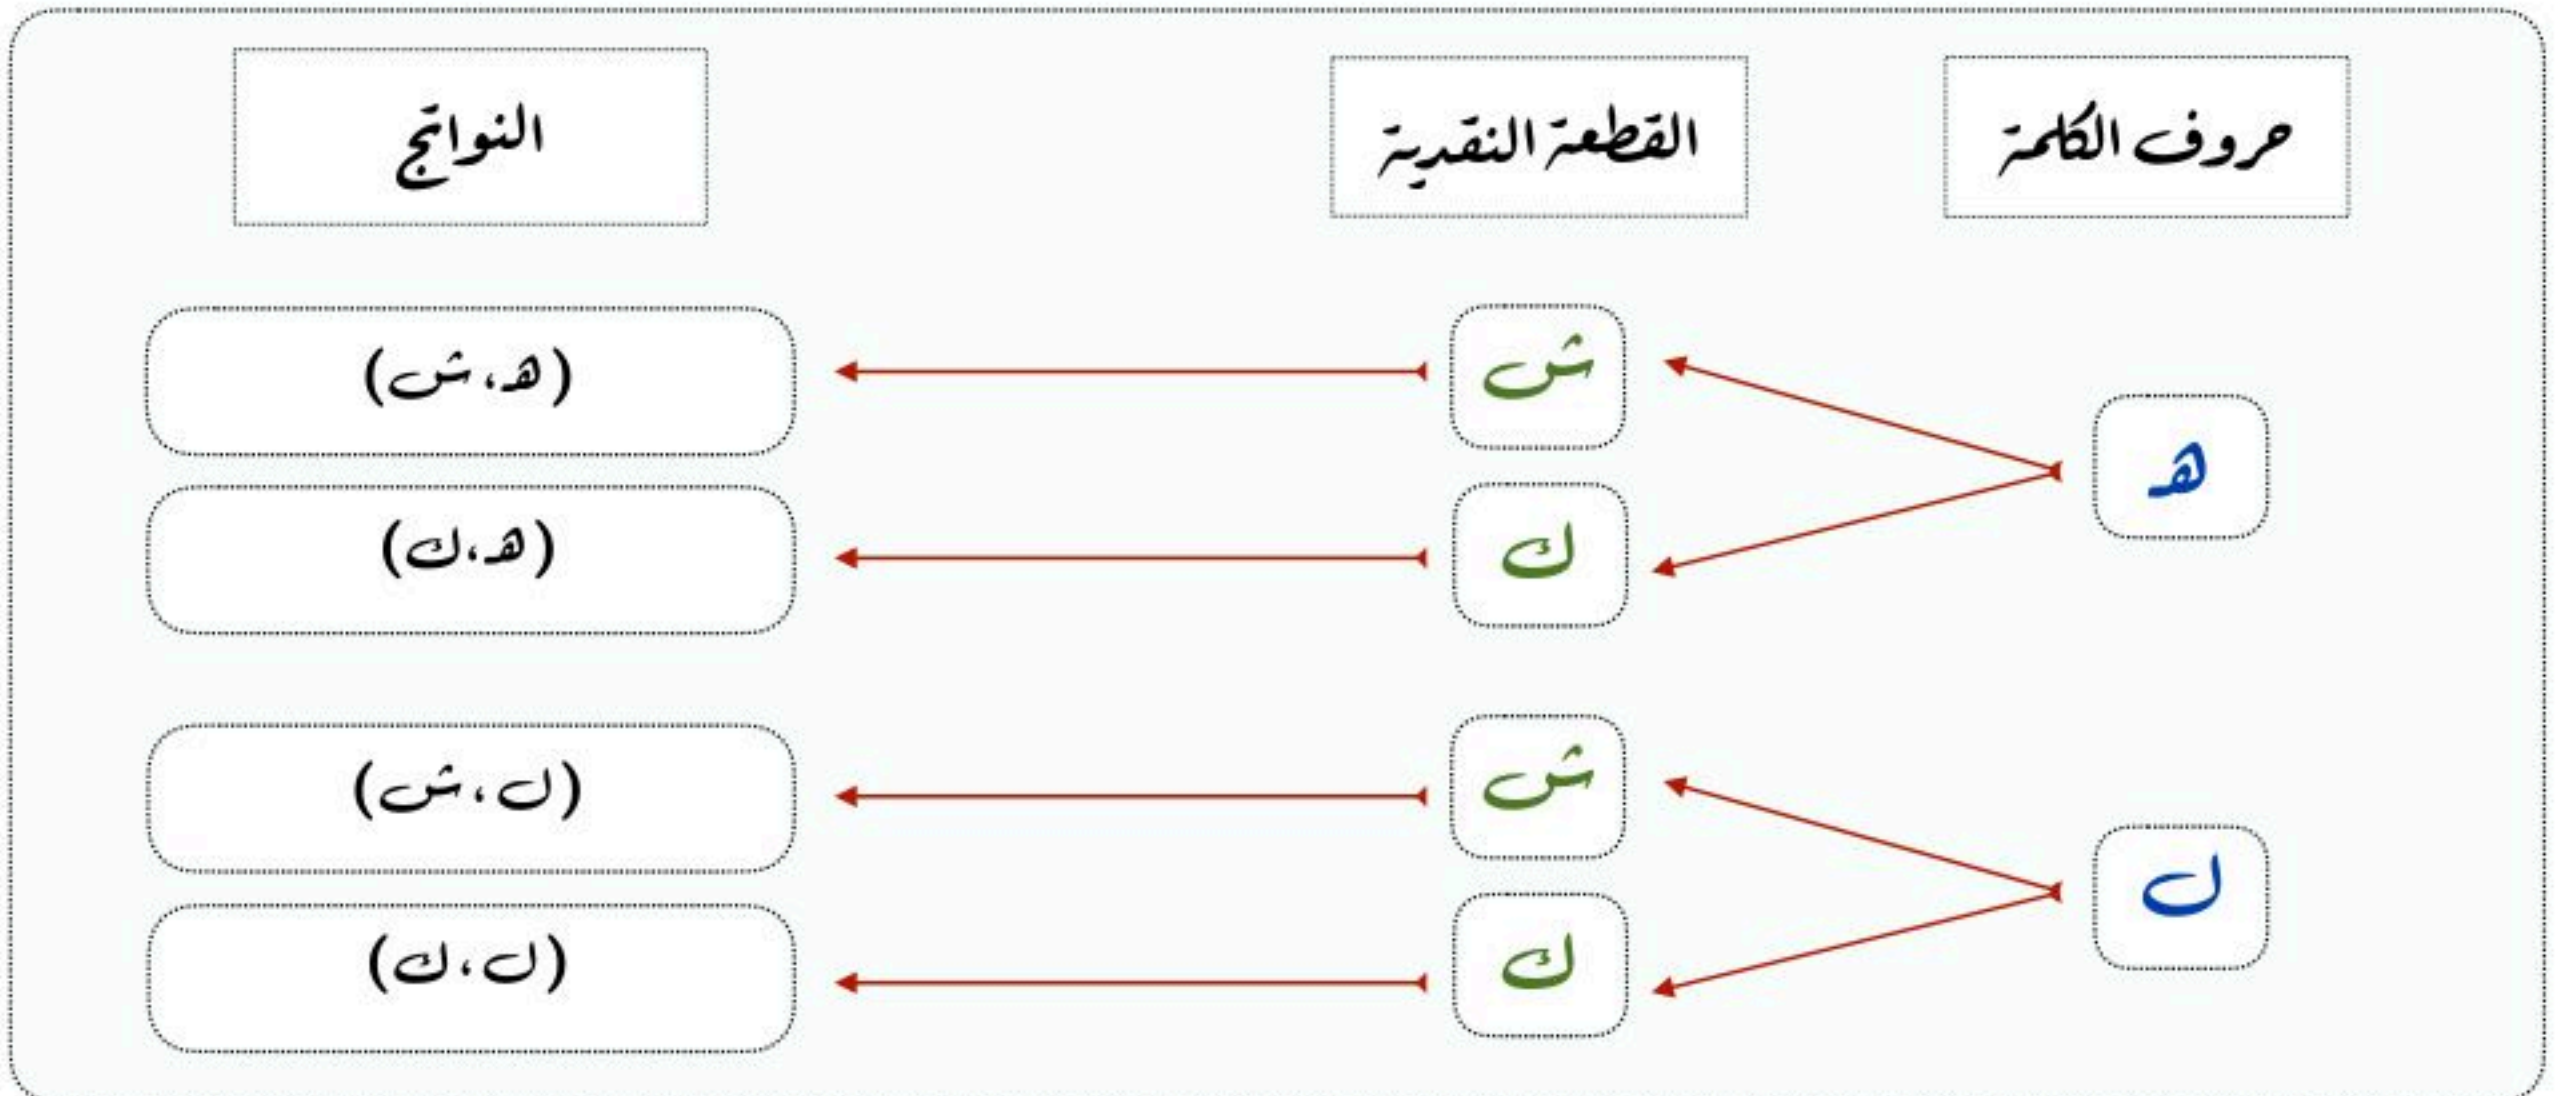 حروف الكلمة
القطعة النقدية
النواتج
هـ
ش
(هـ، ش)
ك
(هـ،ك)
ل
ش
(ل، ش)
ك
(ل،ك)